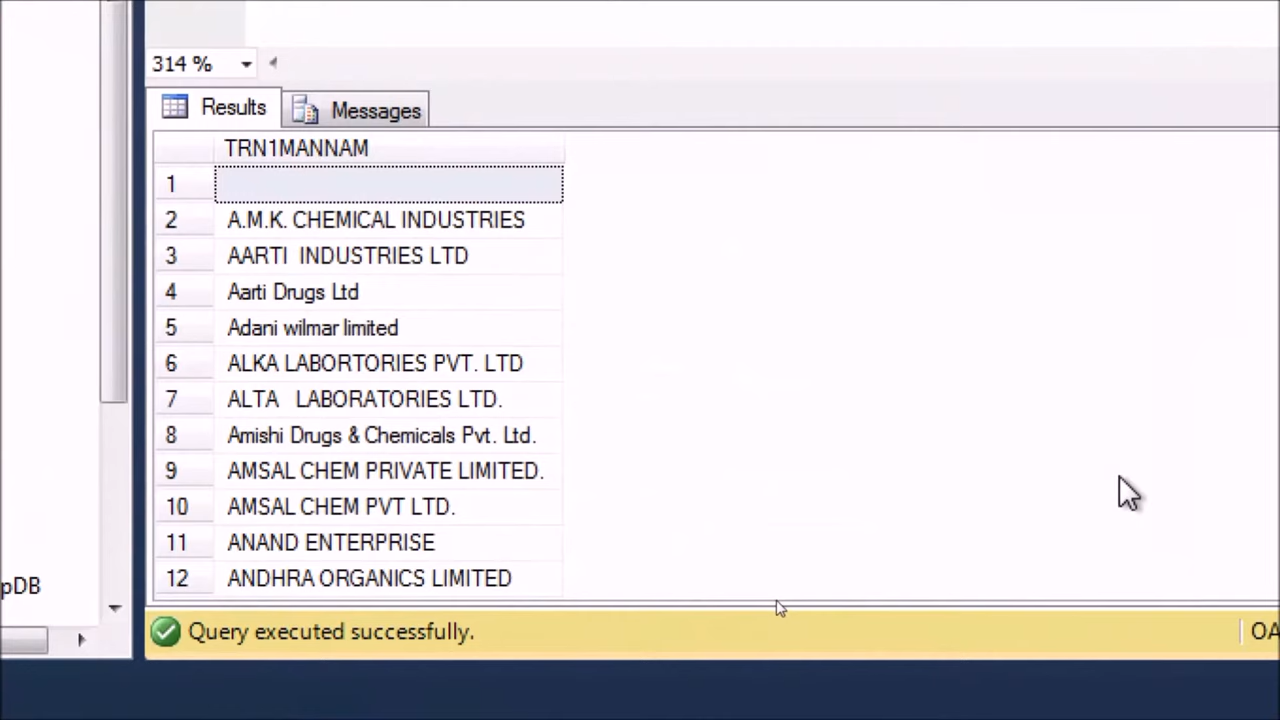 314 %
Results Messages
TRN1MANNAM
1
2 A.M.K. CHEMICAL INDUSTRIES
3 AARTI  INDUSTRIES LTD
4 Aarti Drugs Ltd
5 Adani wilmar limited
6 ALKA LABORTORIES PVT. LTD
7 ALTA   LABORATORIES LTD.
8 Amishi Drugs & Chemicals Pvt. Ltd.
9 AMSAL CHEM PRIVATE LIMITED.
10 AMSAL CHEM PVT LTD.
11 ANAND ENTERPRISE
12 ANDHRA ORGANICS LIMITED
pDB
Query executed successfully.
OA